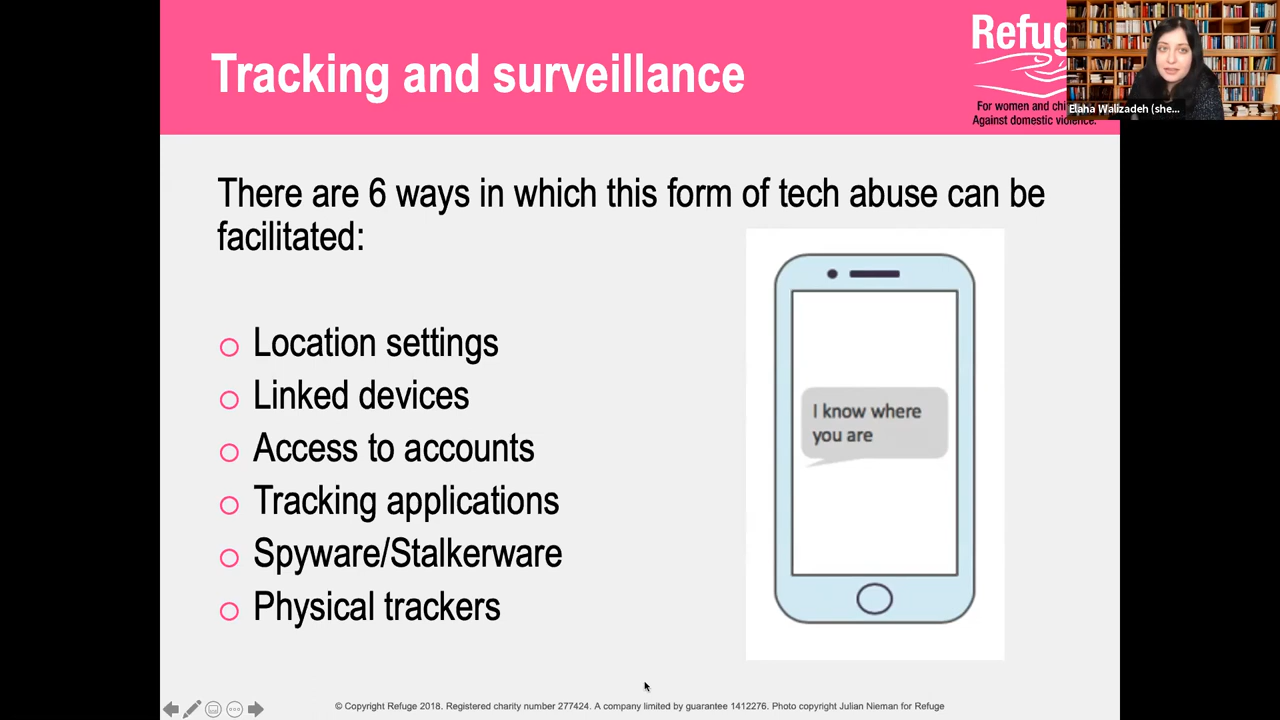 Tracking and surveillance
Refug
For women and chi
Against domestic violence.
Elaha Walizadeh (she...
There are 6 ways in which this form of tech abuse can be
facilitated:
Location settings
Linked devices
Access to accounts
Tracking applications
Spyware/Stalkerware
Physical trackers
I know where
you are
© Copyright Refuge 2018. Registered charity number 277424. A company limited by guarantee 1412276. Photo copyright Julian Nieman for Refuge